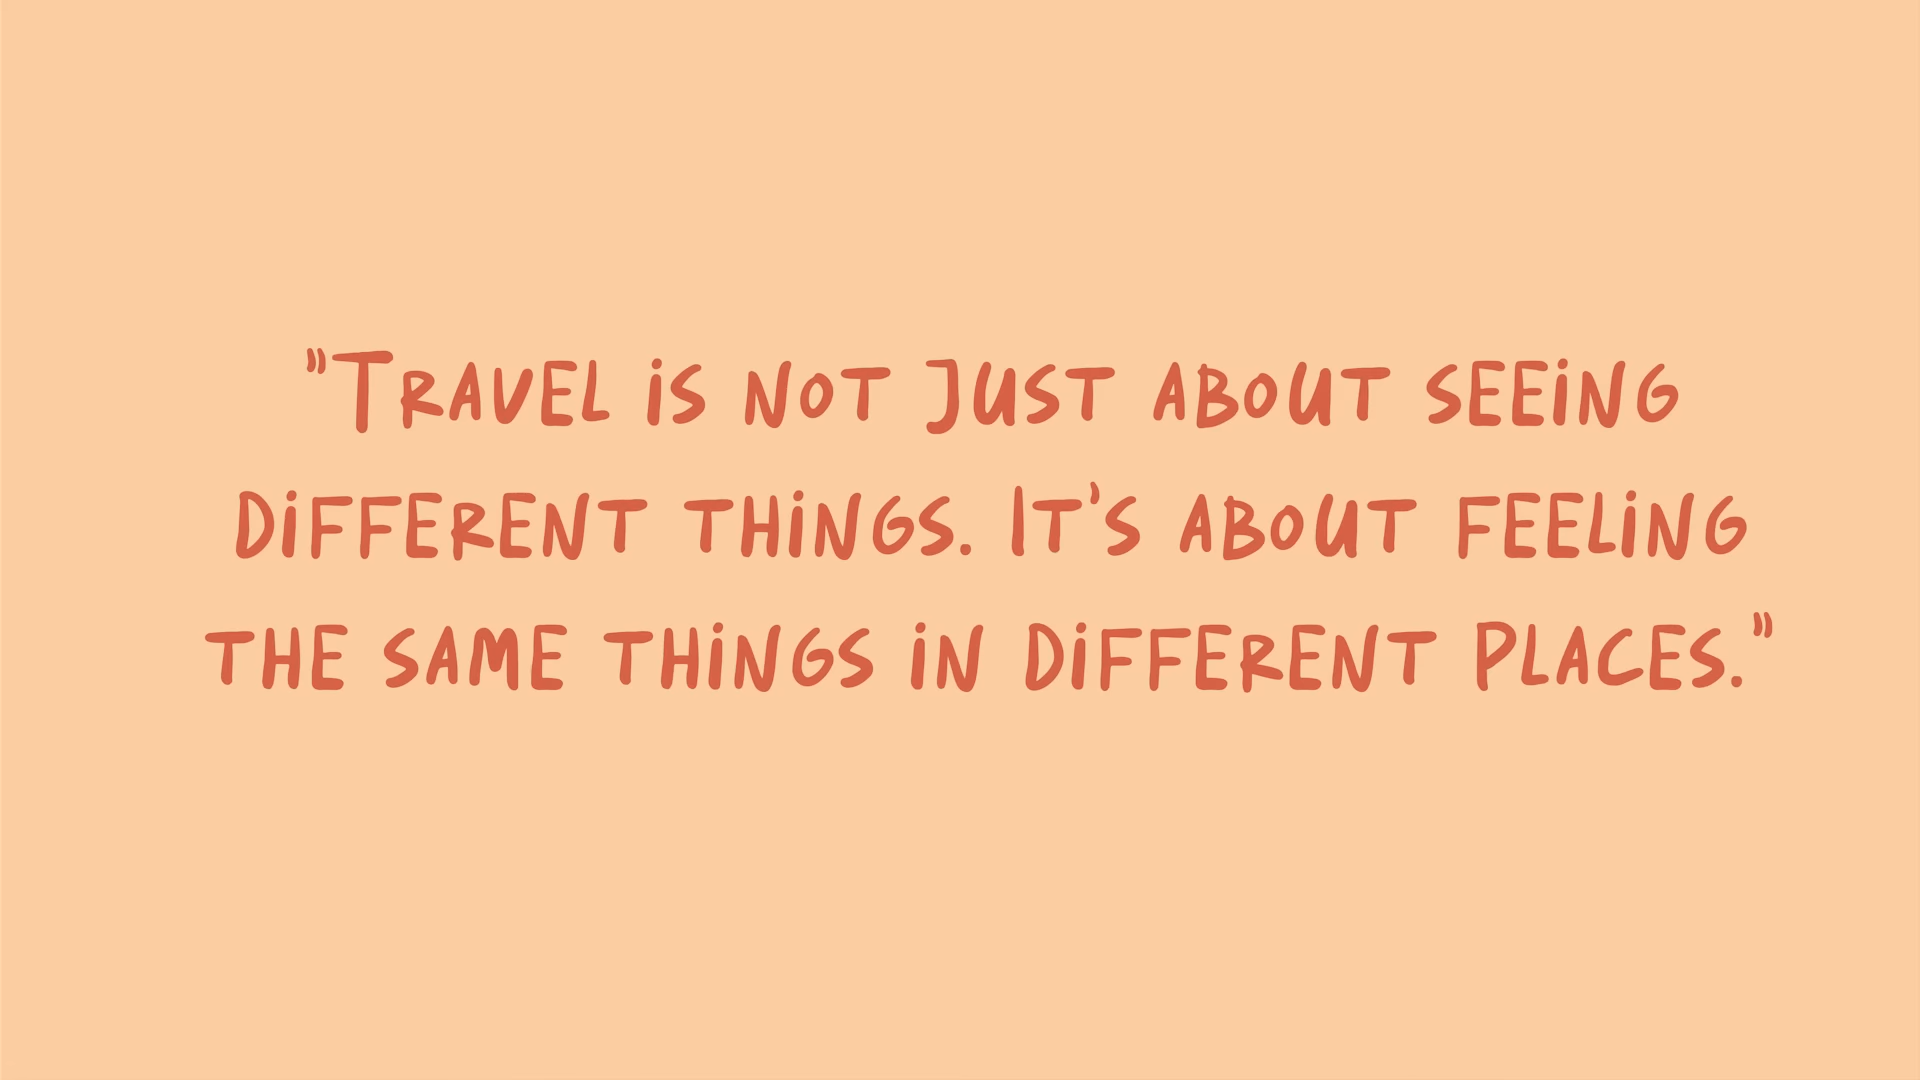 "Travel is not just about seeing
different things. It's about feeling
the same things in different places."